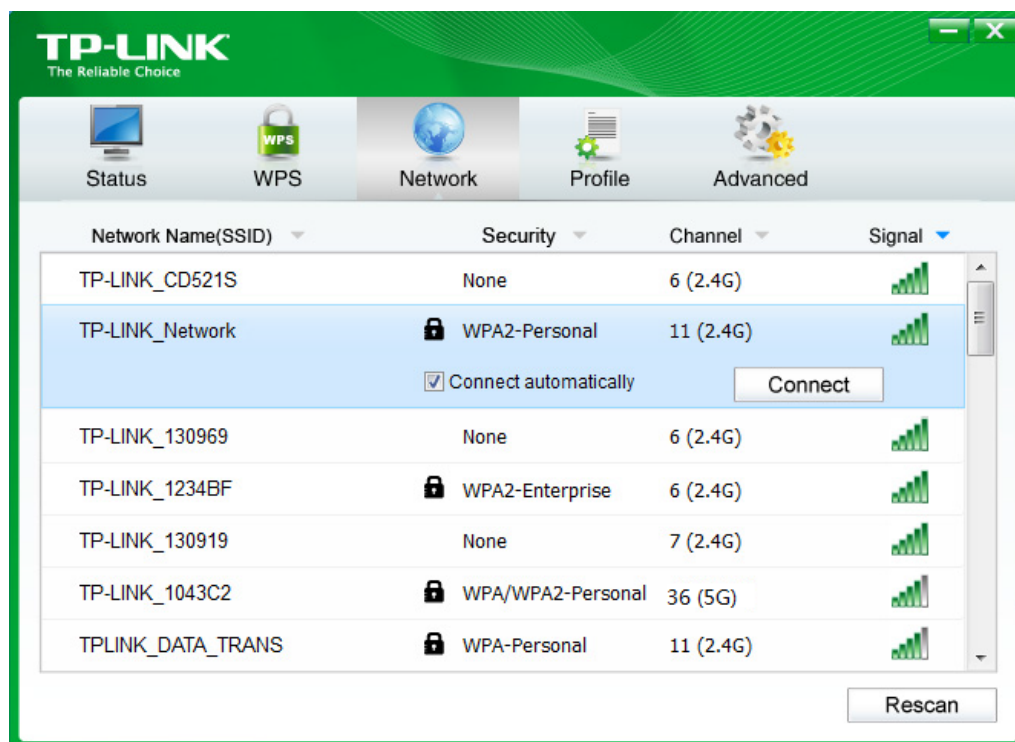 TP-LINK
The Reliable Choice
WPS
Status WPS Network Profile Advanced
Network Name(SSID) Security Channel Signal
TP-LINK_CD521S None 6 (2.4G)
TP-LINK_Network WPA2-Personal 11 (2.4G)
Connect automatically Connect
TP-LINK_130969 None 6 (2.4G)
TP-LINK_1234BF WPA2-Enterprise 6 (2.4G)
TP-LINK_130919 None 7 (2.4G)
TP-LINK_1043C2 WPA/WPA2-Personal 36 (5G)
TPLINK_DATA_TRANS WPA-Personal 11 (2.4G)
Rescan